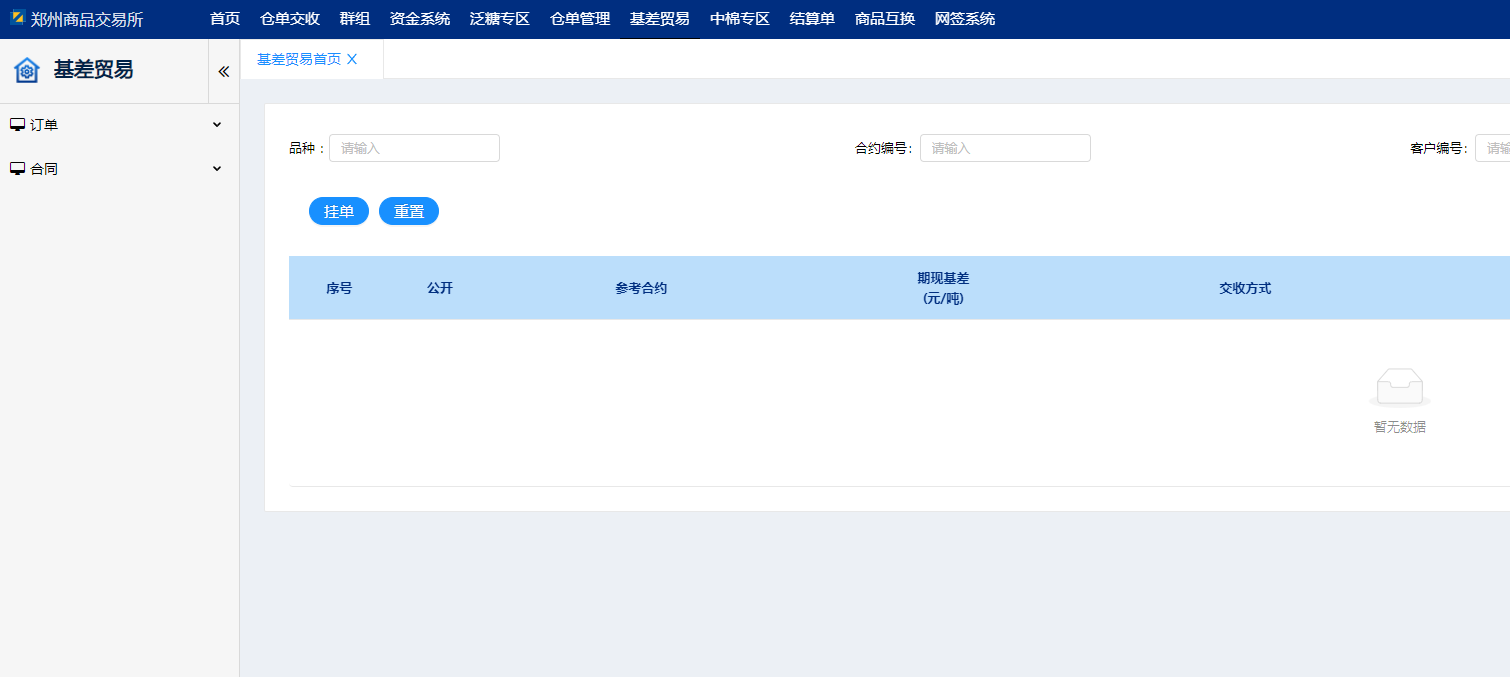 郑州商品交易所 首页 仓单交收 群组 资金系统 泛糖专区 仓单管理 基差贸易 中棉专区 结算单 商品互换 网签系统
基差贸易
基差贸易首页 X
订单
合同
品种： 请输入 合约编号： 请输入 客户编号： 请输
挂单 重置
序号 公开 参考合约 期现基差 交收方式
(元/吨)
暂无数据